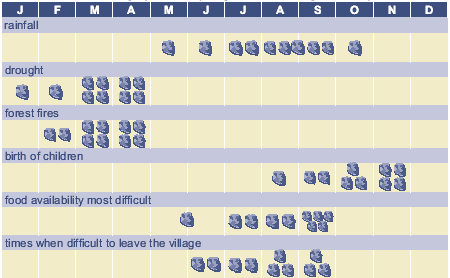 J F M A M J J A S O N D
rainfall
drought
forest fires
birth of children
food availability most difficult
times when difficult to leave the village